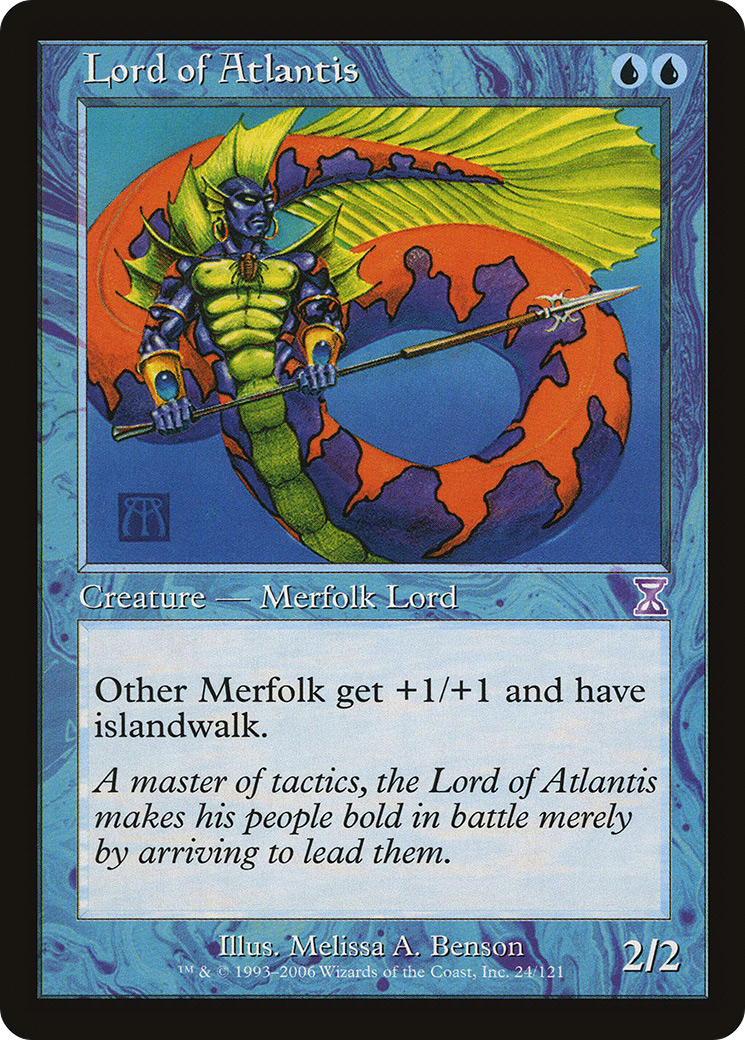 Lord of Atlantis
Creature — Merfolk Lord
Other Merfolk get +1/+1 and have
islandwalk.
A master of tactics, the Lord of Atlantis
makes his people bold in battle merely
by arriving to lead them.
Illus. Melissa A. Benson
™ & © 1993–2006 Wizards of the Coast, Inc. 24/121
2/2